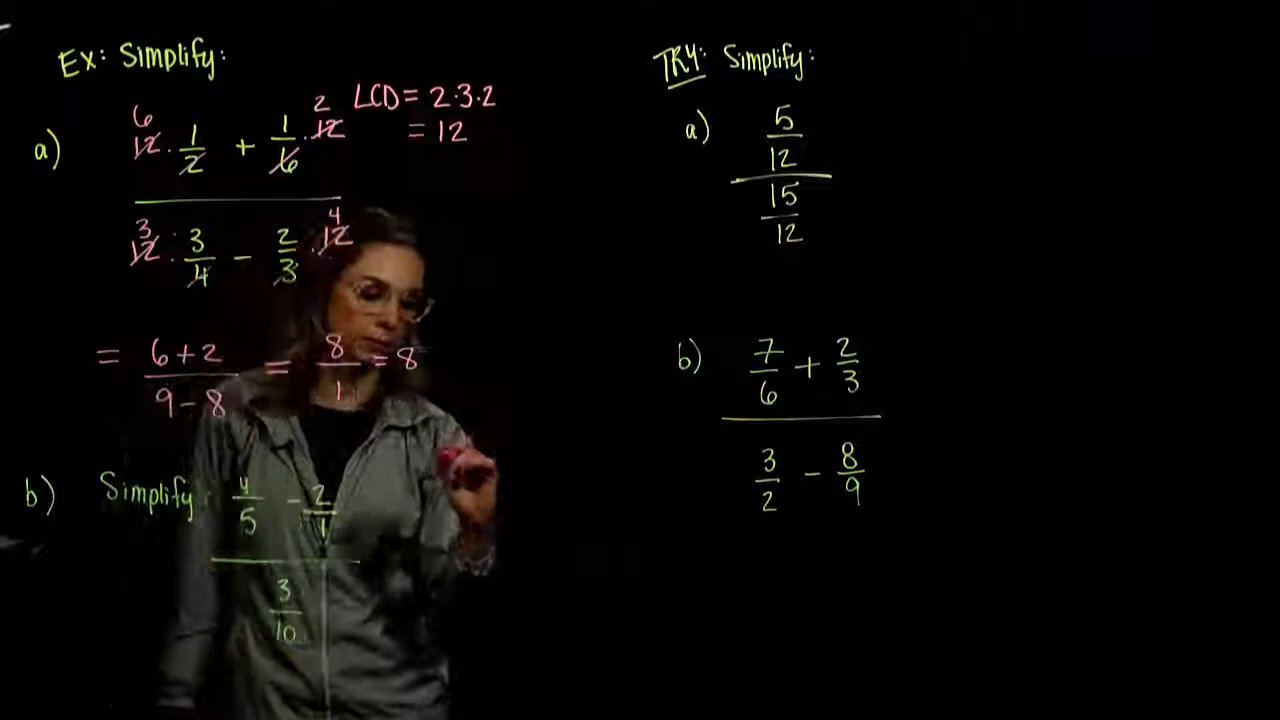 Ex: Simplify:
a) 6 12 · 1/2 + 1/6 · 12 2
LCD = 2·3·2
= 12
3 12 · 3/4 − 2/3 · 12 4
= 6+2 / 9−8 = 8/1 = 8
b) Simplify: 4/5 − 2/1
3/10
TRY: Simplify:
a) 5/12
15/12
b) 7/6 + 2/3
3/2 − 8/9